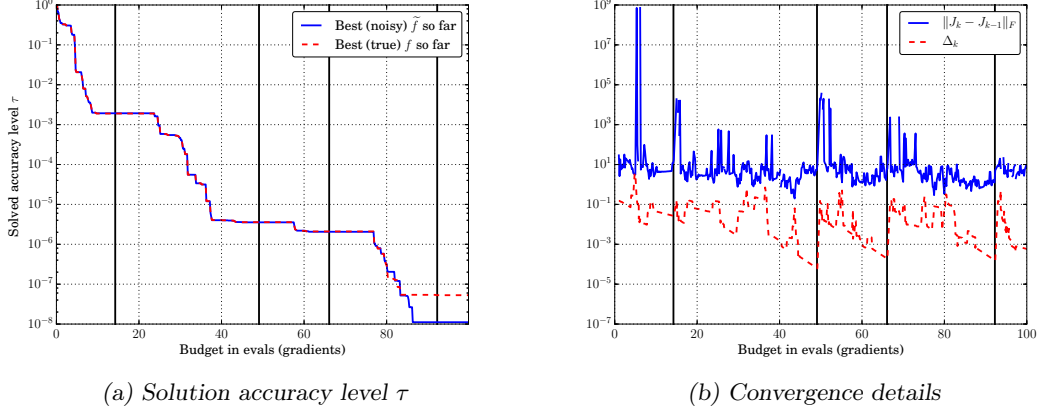 10^0
10^-1
10^-2
10^-3
10^-4
10^-5
10^-6
10^-7
10^-8
Solved accuracy level τ
Best (noisy) f̃ so far
Best (true) f so far
0 20 40 60 80
Budget in evals (gradients)
(a) Solution accuracy level τ
10^9
10^7
10^5
10^3
10^1
10^-1
10^-3
10^-5
10^-7
‖J_k − J_{k−1}‖_F
Δ_k
0 20 40 60 80 100
Budget in evals (gradients)
(b) Convergence details